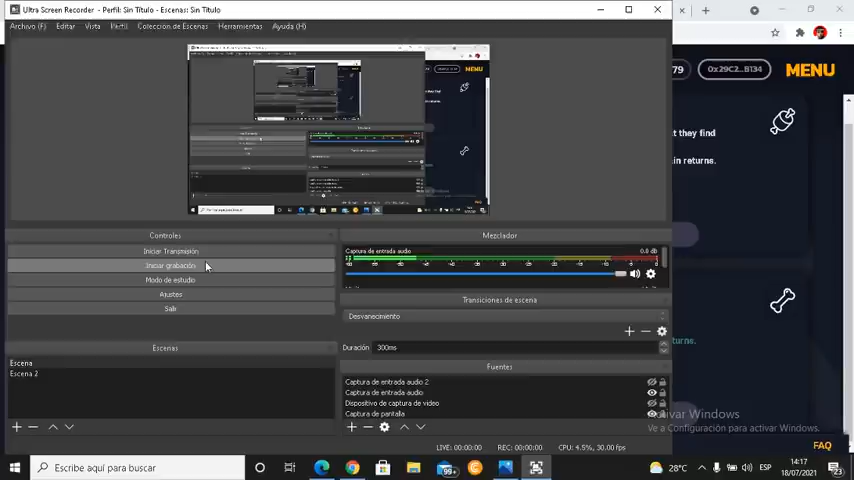 Ultra Screen Recorder - Perfil: Sin Título - Escenas: Sin Título
Archivo (F) Editar Vista Perfil Colección de Escenas Herramientas Ayuda (H)
79 0x29C2...B134 MENU
t they find
in returns.
Controles
Mezclador
Iniciar Transmisión
Iniciar grabación
Modo de estudio
Ajustes
Salir
Captura de entrada audio 0.8 db
Transiciones de escena
Desvanecimiento
Duración 300ms
turns.
Escenas
Fuentes
Escena
Escena 2
Captura de entrada audio 2
Captura de entrada audio
Dispositivo de captura de video
Captura de pantalla
Activar Windows
Ve a Configuración para activar Windows.
FAQ
LIVE: 00:00:00 REC: 00:00:00 CPU: 4.5%, 30.00 fps
Escribe aquí para buscar
99+
28°C
ESP
14:17
18/07/2021
23